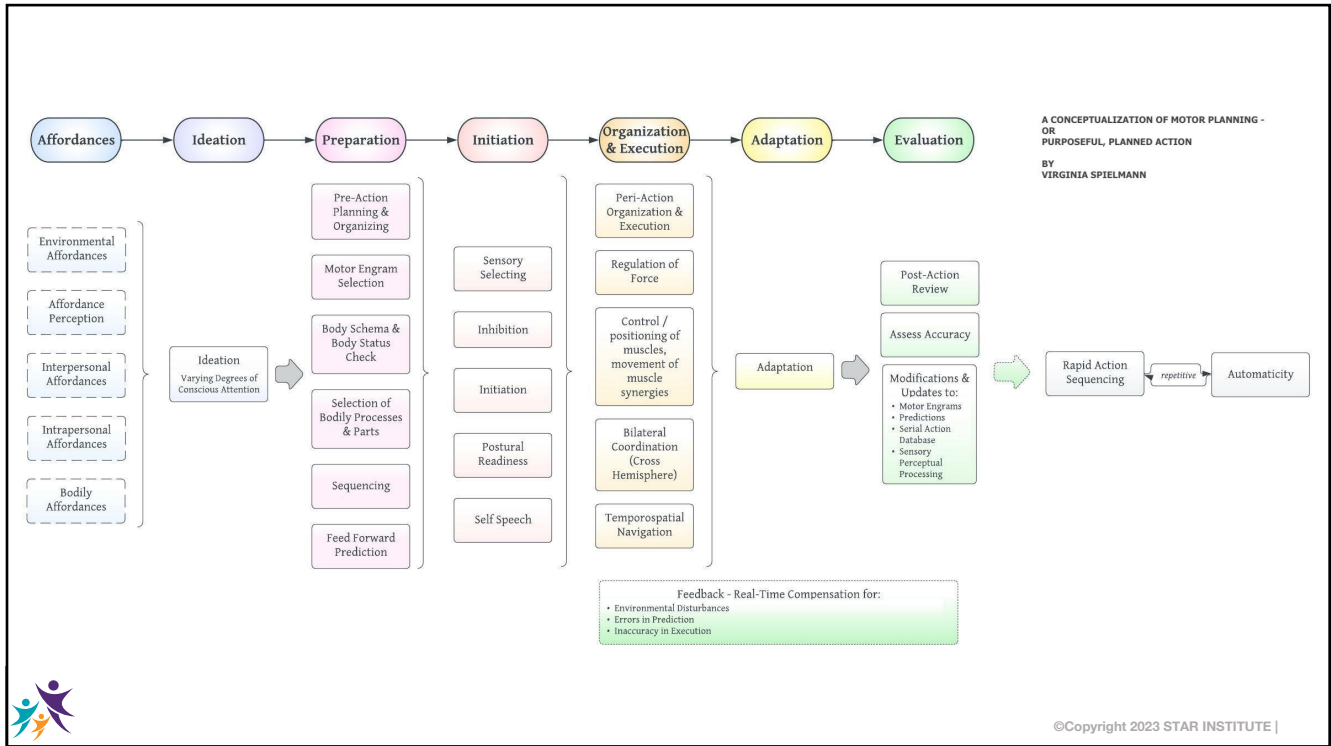 Affordances
Ideation
Preparation
Initiation
Organization
& Execution
Adaptation
Evaluation
A CONCEPTUALIZATION OF MOTOR PLANNING -
OR
PURPOSEFUL, PLANNED ACTION
BY
VIRGINIA SPIELMANN
Environmental
Affordances
Affordance
Perception
Interpersonal
Affordances
Intrapersonal
Affordances
Bodily
Affordances
Ideation
Varying Degrees of
Conscious Attention
Pre-Action
Planning &
Organizing
Motor Engram
Selection
Body Schema &
Body Status
Check
Selection of
Bodily Processes
& Parts
Sequencing
Feed Forward
Prediction
Sensory
Selecting
Inhibition
Initiation
Postural
Readiness
Self Speech
Peri-Action
Organization &
Execution
Regulation of
Force
Control /
positioning of
muscles,
movement of
muscle
synergies
Bilateral
Coordination
(Cross
Hemisphere)
Temporospatial
Navigation
Adaptation
Post-Action
Review
Assess Accuracy
Modifications &
Updates to:
• Motor Engrams
• Predictions
• Serial Action
Database
• Sensory
Perceptual
Processing
Rapid Action
Sequencing
repetitive
Automaticity
Feedback - Real-Time Compensation for:
• Environmental Disturbances
• Errors in Prediction
• Inaccuracy in Execution
©Copyright 2023 STAR INSTITUTE |